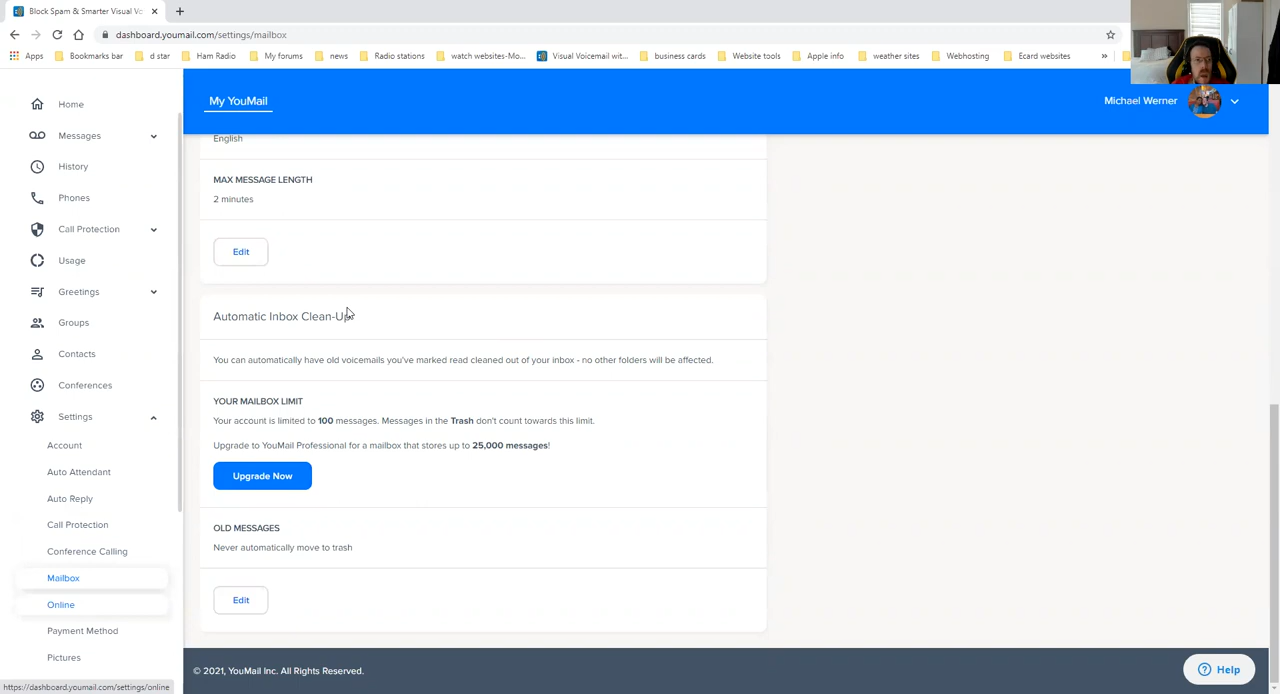 Block Spam & Smarter Visual Vo
dashboard.youmail.com/settings/mailbox
Apps
Bookmarks bar
d star
Ham Radio
My forums
news
Radio stations
watch websites-Mo...
Visual Voicemail wit...
business cards
Website tools
Apple info
weather sites
Webhosting
Ecard websites
»
My YouMail
Michael Werner
Home
Messages
History
Phones
Call Protection
Usage
Greetings
Groups
Contacts
Conferences
Settings
Account
Auto Attendant
Auto Reply
Call Protection
Conference Calling
Mailbox
Online
Payment Method
Pictures
https://dashboard.youmail.com/settings/online
English
MAX MESSAGE LENGTH
2 minutes
Edit
Automatic Inbox Clean-Up
You can automatically have old voicemails you've marked read cleaned out of your inbox - no other folders will be affected.
YOUR MAILBOX LIMIT
Your account is limited to 100 messages. Messages in the Trash don't count towards this limit.
Upgrade to YouMail Professional for a mailbox that stores up to 25,000 messages!
Upgrade Now
OLD MESSAGES
Never automatically move to trash
Edit
© 2021, YouMail Inc. All Rights Reserved.
Help